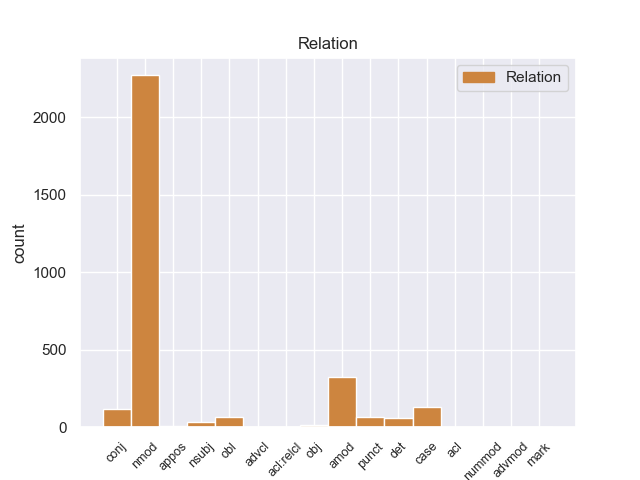 Relation
Relation
count
2000
1500
1000
500
0
conj nmod appos nsubj obl advcl acl:relcl obj amod punct det case acl nummod advmod mark